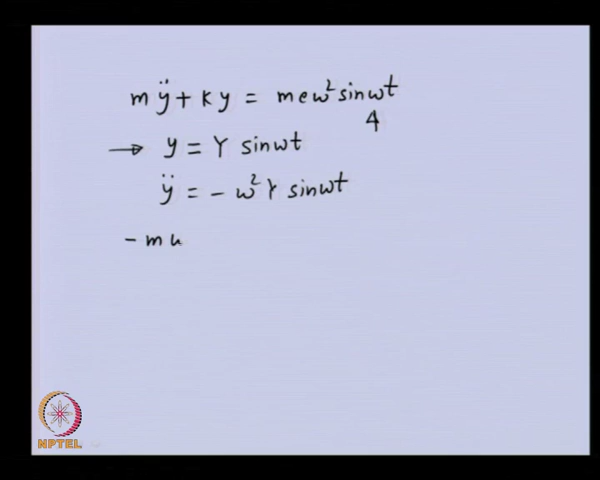 mÿ + ky = meω² sinωt
4
→ y = Y sinωt
ÿ = - ω² Y sinωt
- m
NPTEL